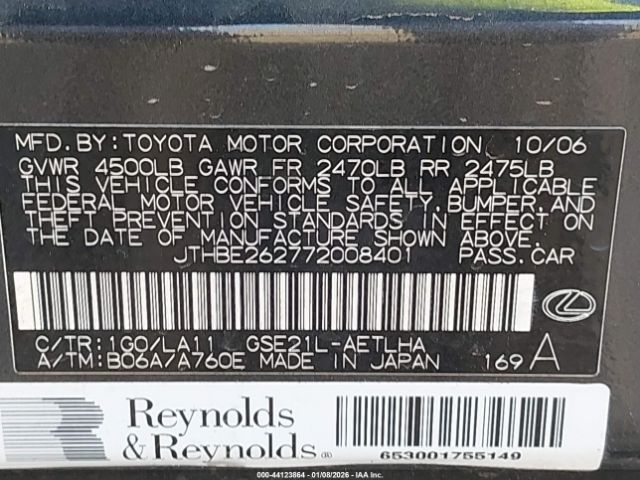 MFD.BY:TOYOTA MOTOR CORPORATION 10/06
GVWR 4500LB GAWR FR 2470LB RR 2475LB
THIS VEHICLE CONFORMS TO ALL APPLICABLE
FEDERAL MOTOR VEHICLE SAFETY,BUMPER,AND
THEFT PREVENTION STANDARDS IN EFFECT ON
THE DATE OF MANUFACTURE SHOWN ABOVE.
JTHBE262772008401 PASS.CAR
C/TR:1G0/LA11 GSE21L-AETLHA
A/TM:B06A/A760E MADE IN JAPAN 169 A
R Reynolds
& Reynolds®
653001755149
000-44123864 | 01/08/2026 - IAA Inc.